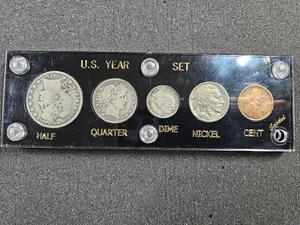 U.S. YEAR SET
HALF QUARTER DIME NICKEL CENT